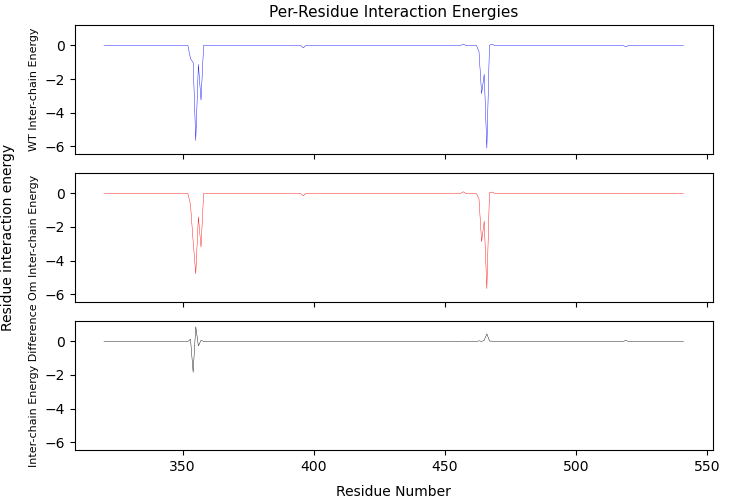 Per-Residue Interaction Energies
Residue interaction energy
WT Inter-chain Energy
0
−2
−4
−6
Om Inter-chain Energy
0
−2
−4
−6
Inter-chain Energy Difference
0
−2
−4
−6
350
400
450
500
550
Residue Number